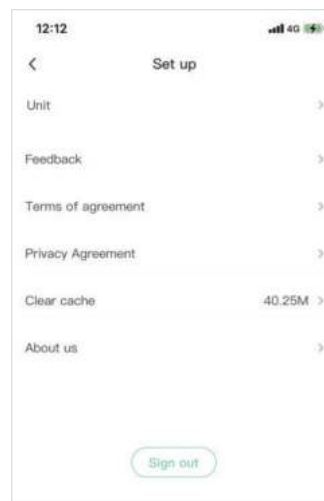 12:12
4G
Set up
Unit
Feedback
Terms of agreement
Privacy Agreement
Clear cache 40.25M
About us
Sign out